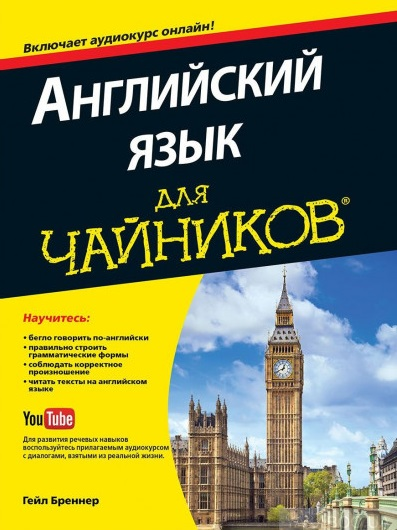 Включает аудиокурс онлайн!
Английский
язык
для
чайников®
Научитесь:
• бегло говорить по-английски
• правильно строить
грамматические формы
• соблюдать корректное
произношение
• читать тексты на английском
языке
YouTube
Для развития речевых навыков
воспользуйтесь прилагаемым аудиокурсом
с диалогами, взятыми из реальной жизни.
Гейл Бреннер